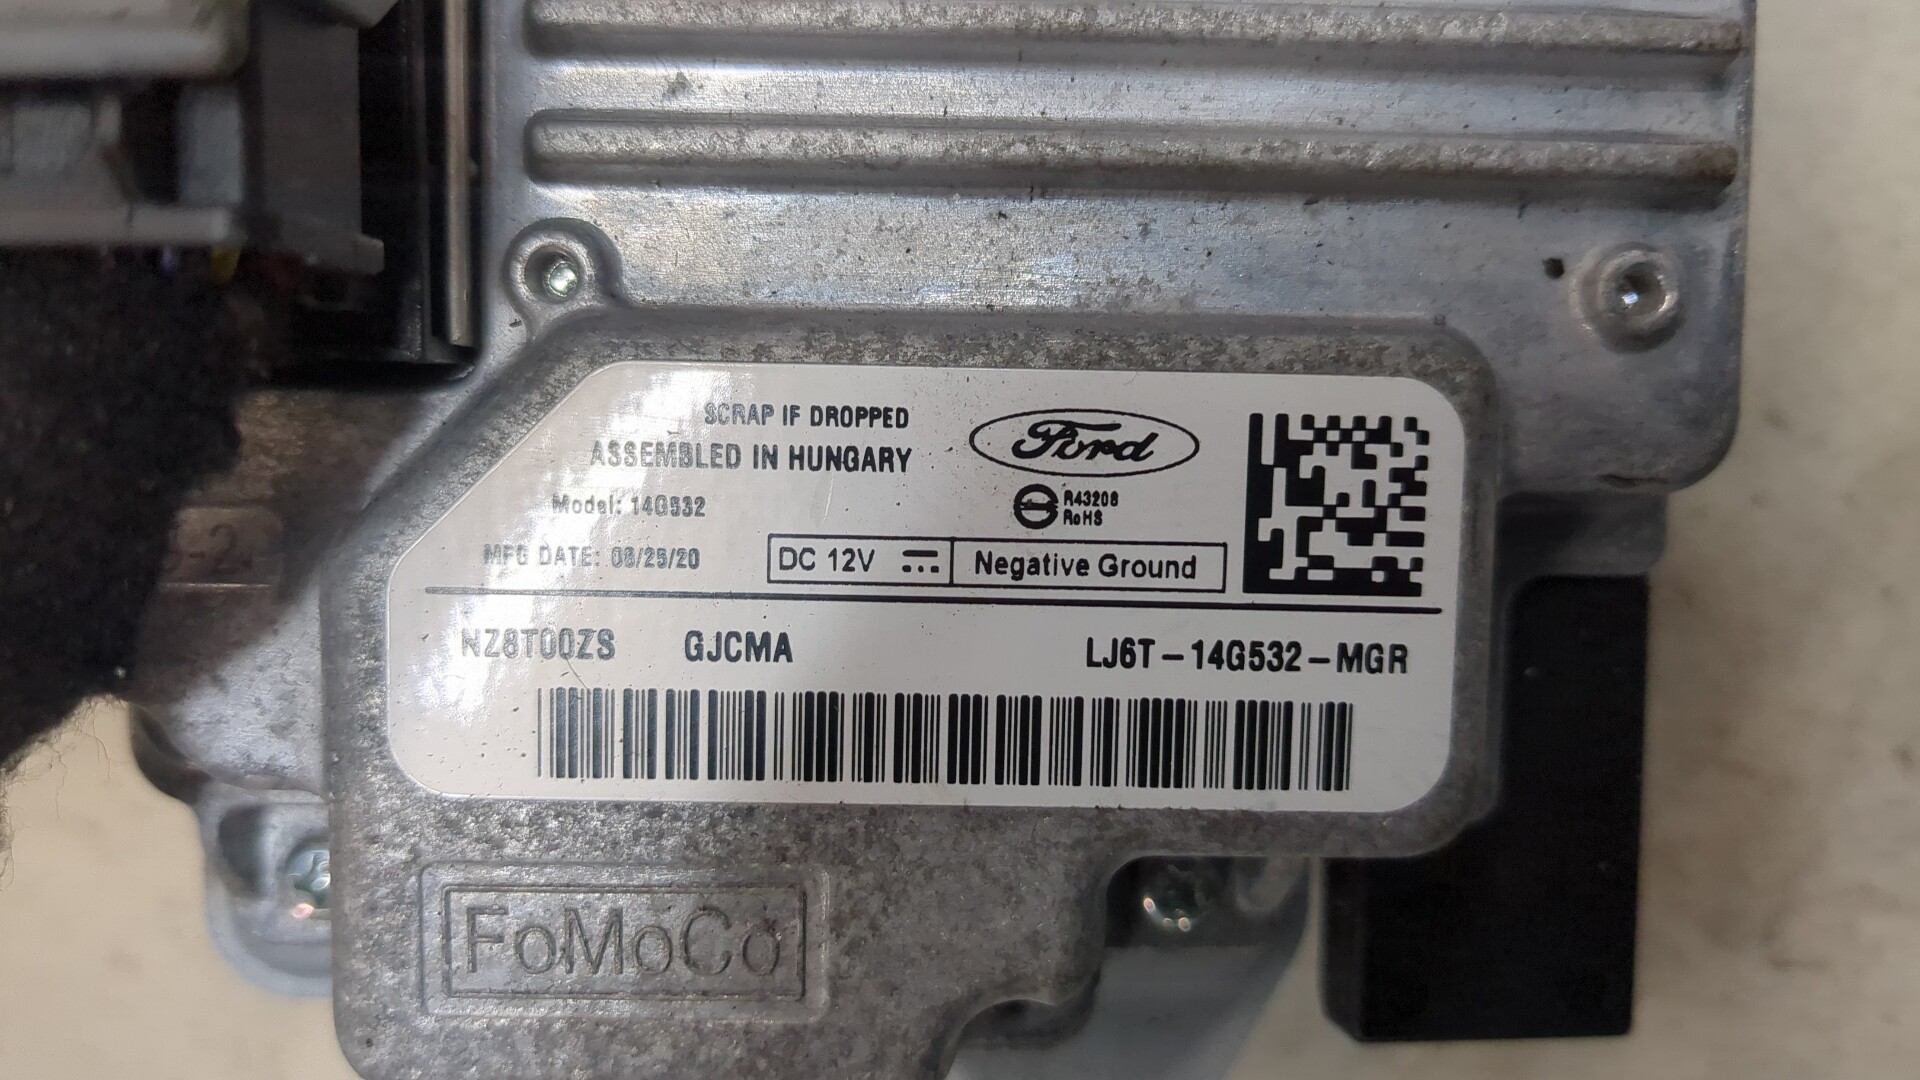 SCRAP IF DROPPED
ASSEMBLED IN HUNGARY
Ford
Model: 14G532
R43208
RoHS
MFG DATE: 08/25/20
DC 12V
Negative Ground
NZ8T00ZS GJCMA LJ6T-14G532-MGR
FoMoCo